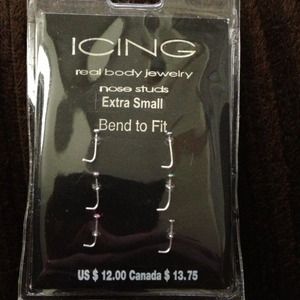 ICING
real body jewelry
nose studs
Extra Small
Bend to Fit
US $ 12.00 Canada $ 13.75